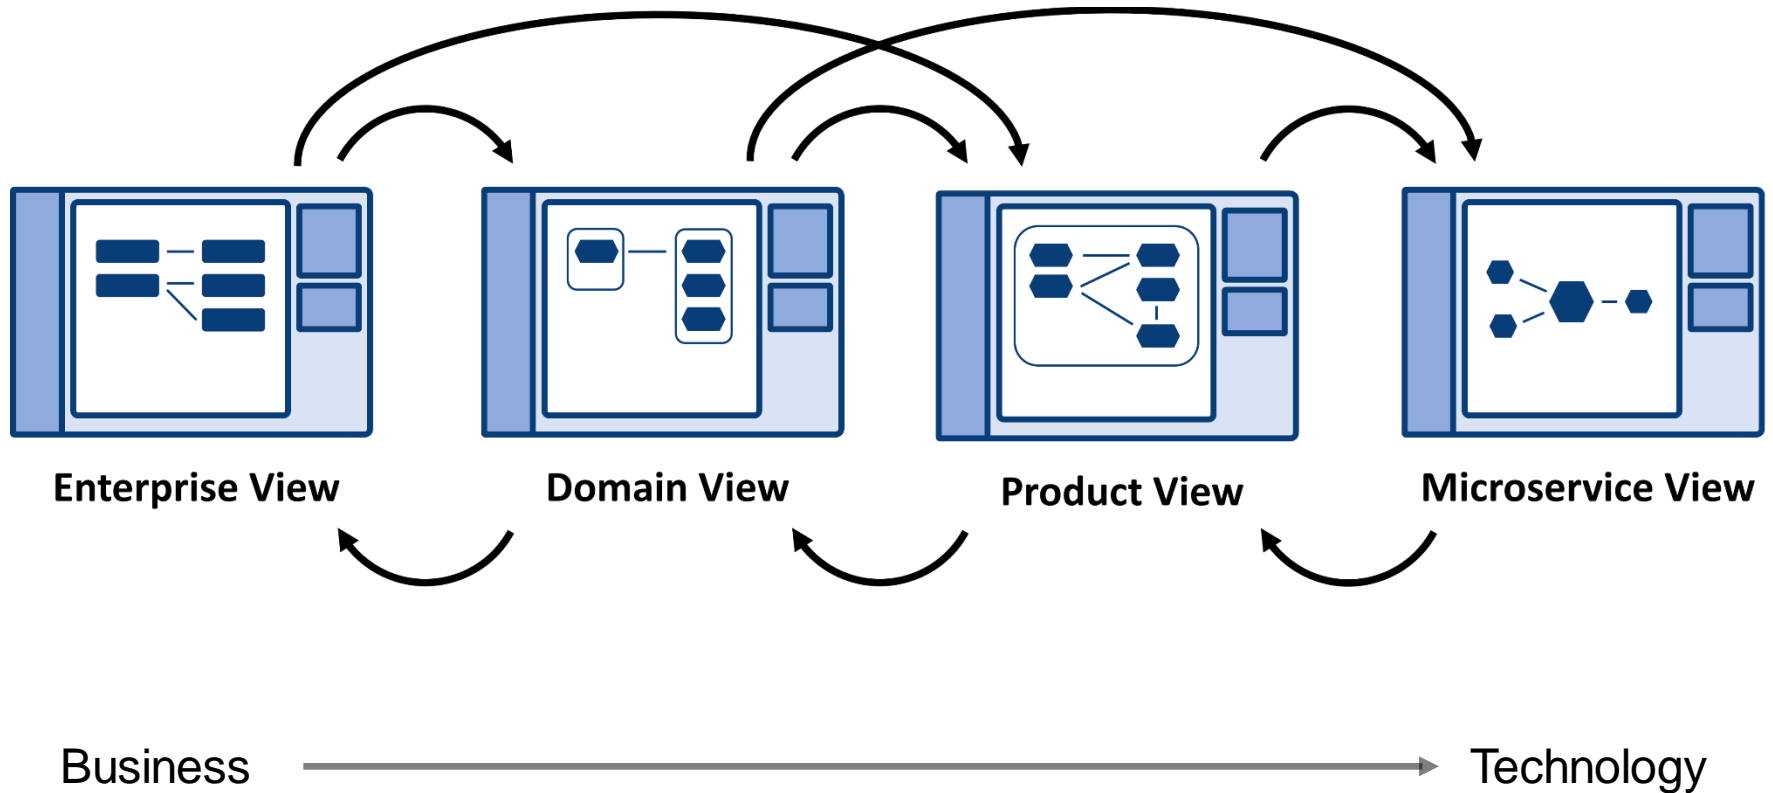 Enterprise View
Domain View
Product View
Microservice View
Business
Technology